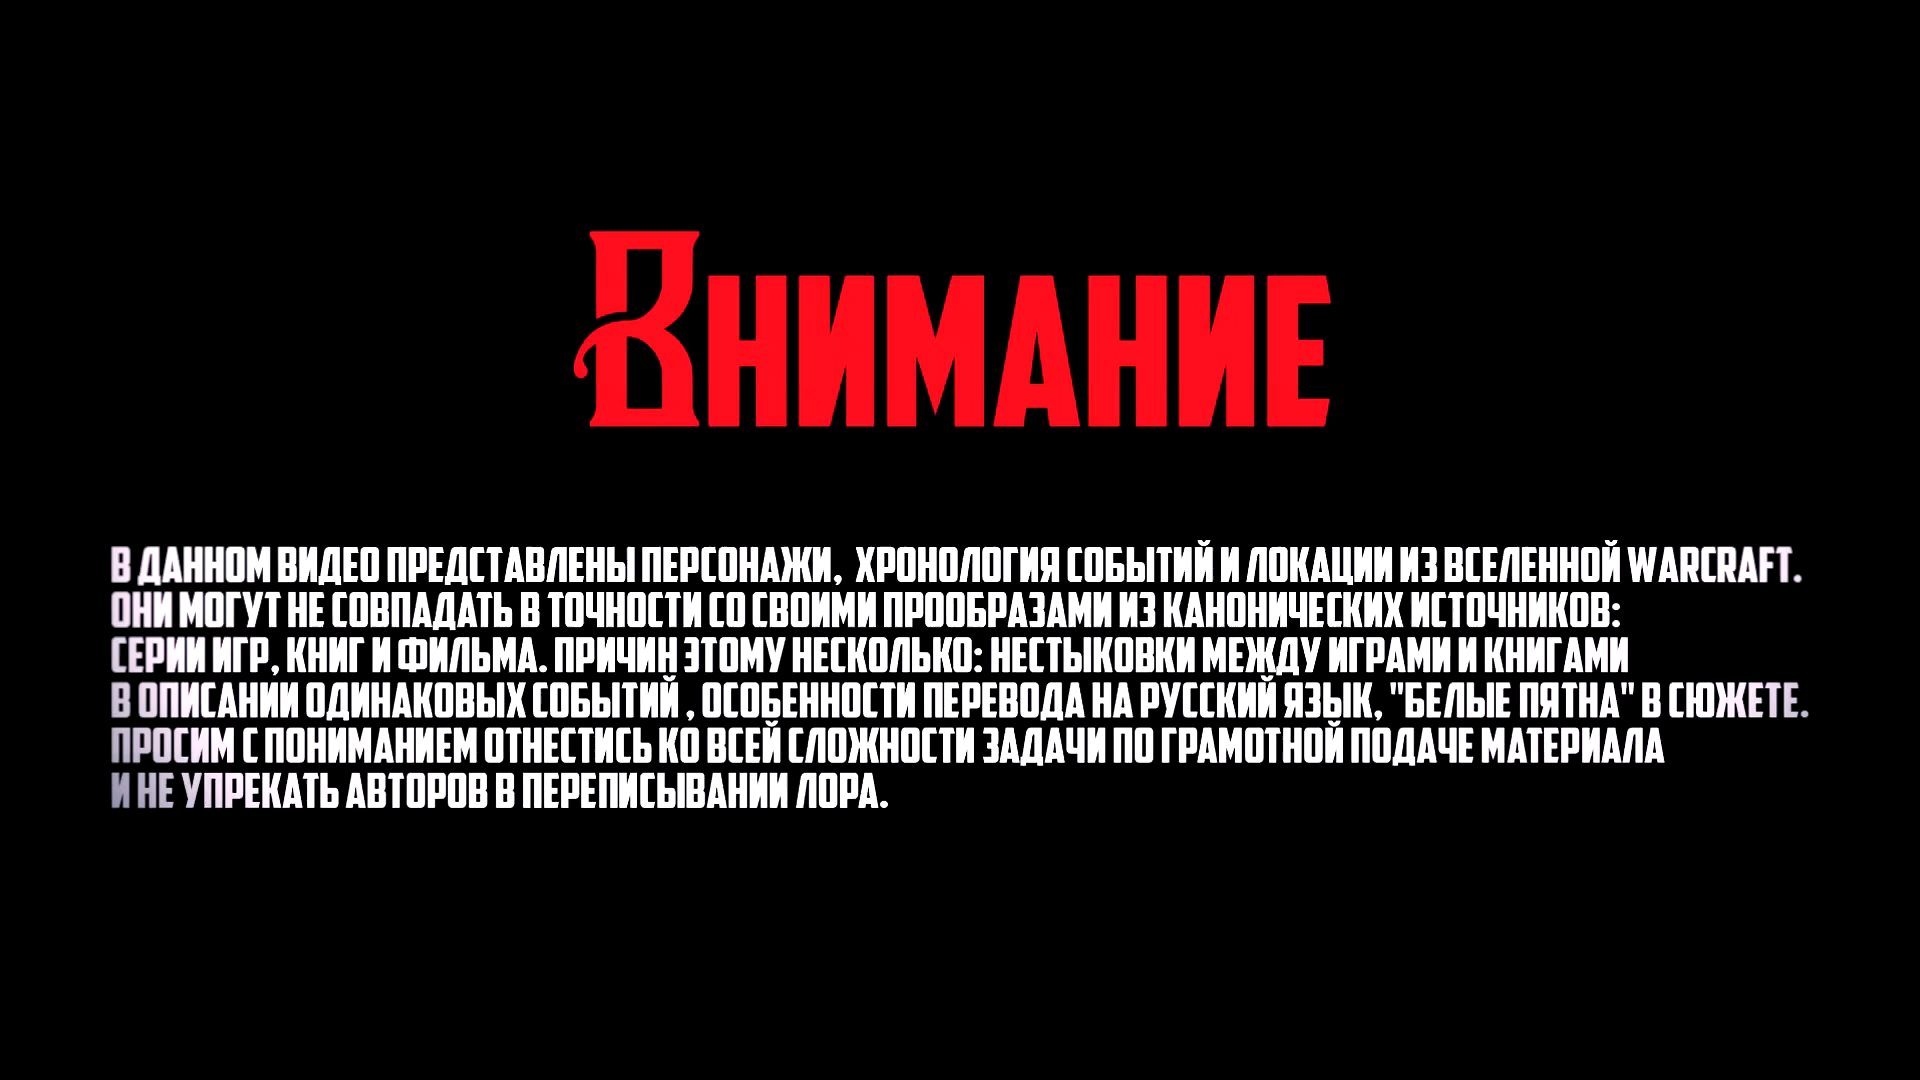 Внимание
В ДАННОМ ВИДЕО ПРЕДСТАВЛЕНЫ ПЕРСОНАЖИ, ХРОНОЛОГИЯ СОБЫТИЙ И ЛОКАЦИИ ИЗ ВСЕЛЕННОЙ WARCRAFT.
ОНИ МОГУТ НЕ СОВПАДАТЬ В ТОЧНОСТИ СО СВОИМИ ПРООБРАЗАМИ ИЗ КАНОНИЧЕСКИХ ИСТОЧНИКОВ:
СЕРИИ ИГР, КНИГ И ФИЛЬМА. ПРИЧИН ЭТОМУ НЕСКОЛЬКО: НЕСТЫКОВКИ МЕЖДУ ИГРАМИ И КНИГАМИ
В ОПИСАНИИ ОДИНАКОВЫХ СОБЫТИЙ , ОСОБЕННОСТИ ПЕРЕВОДА НА РУССКИЙ ЯЗЫК, "БЕЛЫЕ ПЯТНА" В СЮЖЕТЕ.
ПРОСИМ С ПОНИМАНИЕМ ОТНЕСТИСЬ КО ВСЕЙ СЛОЖНОСТИ ЗАДАЧИ ПО ГРАМОТНОЙ ПОДАЧЕ МАТЕРИАЛА
И НЕ УПРЕКАТЬ АВТОРОВ В ПЕРЕПИСЫВАНИИ ЛОРА.